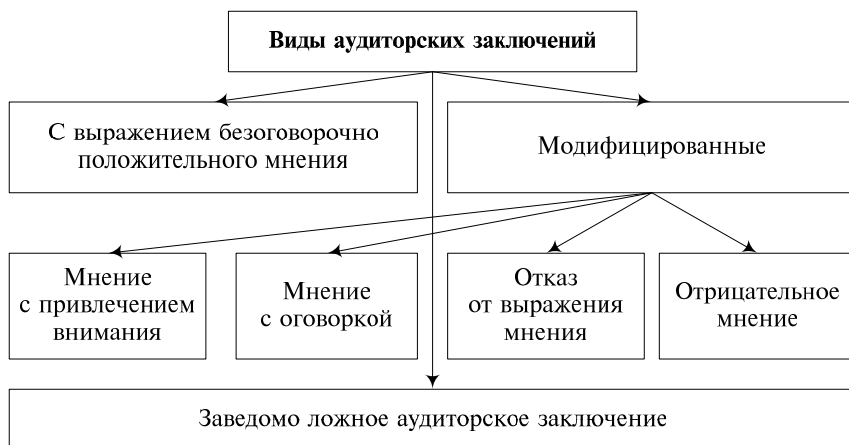 Виды аудиторских заключений
С выражением безоговорочно
положительного мнения
Модифицированные
Мнение
с привлечением
внимания
Мнение
с оговоркой
Отказ
от выражения
мнения
Отрицательное
мнение
Заведомо ложное аудиторское заключение